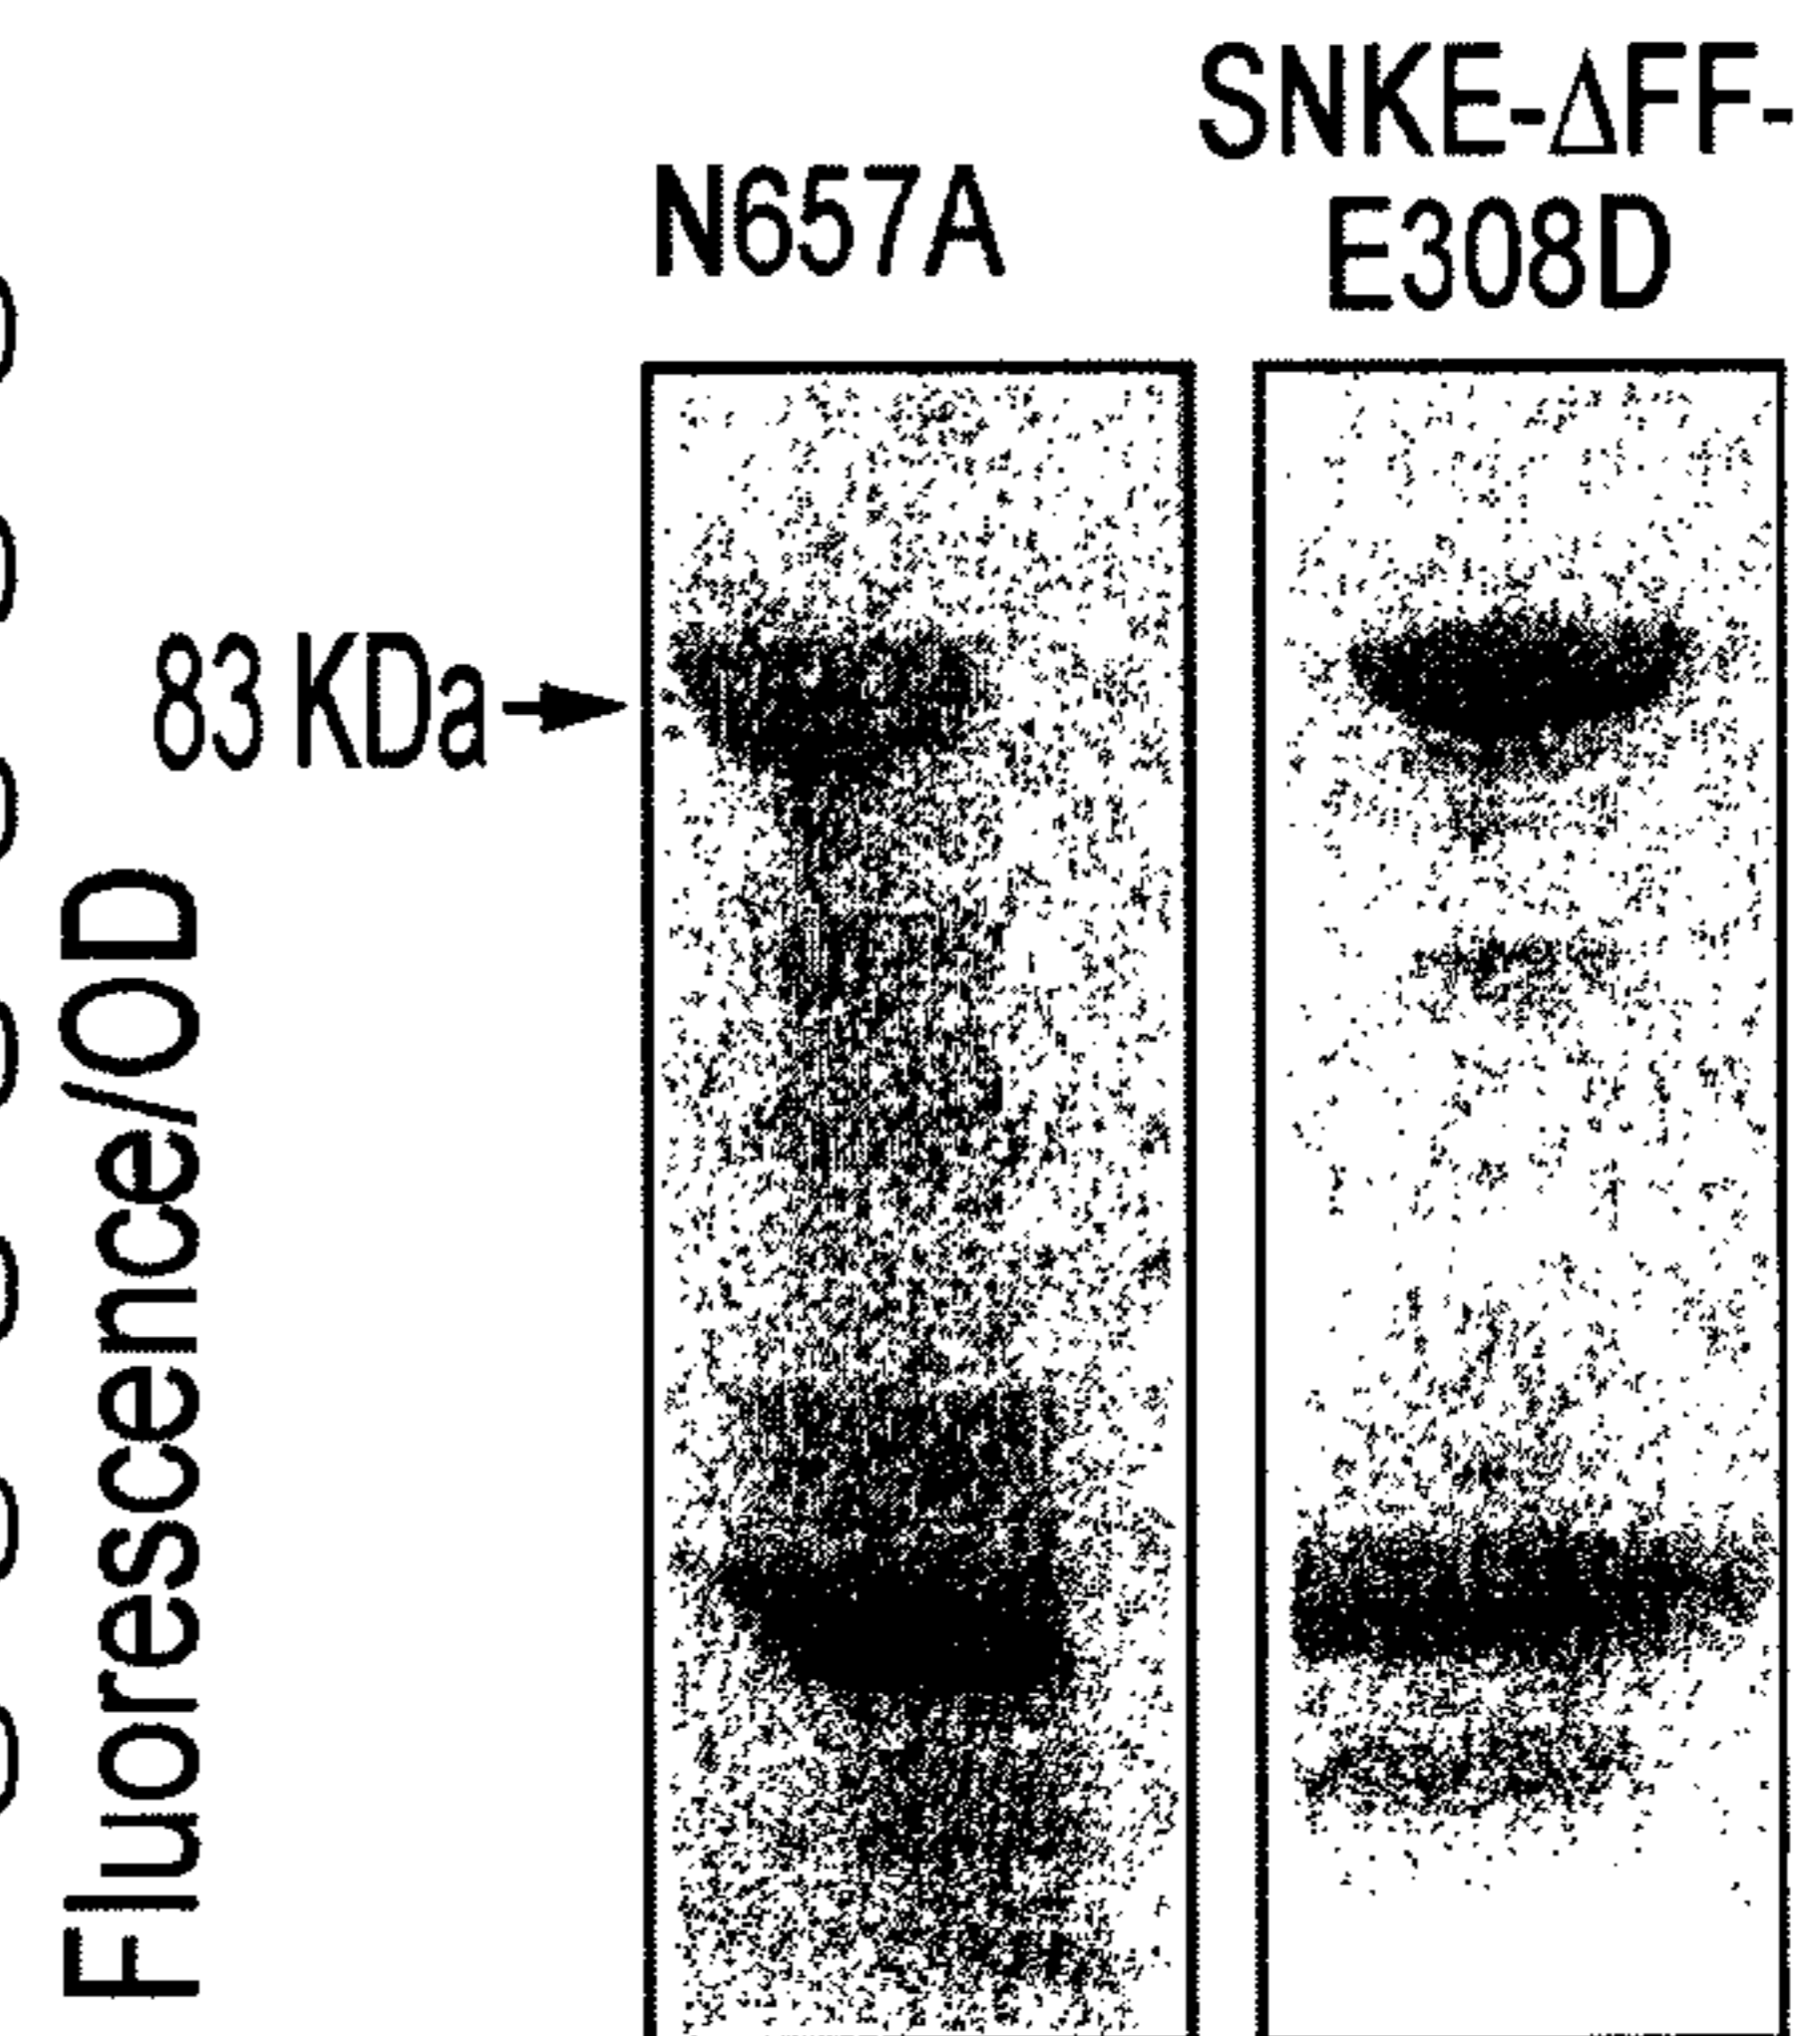 SNKE-ΔFF-
E308D
N657A
83 KDa
Fluorescence/OD